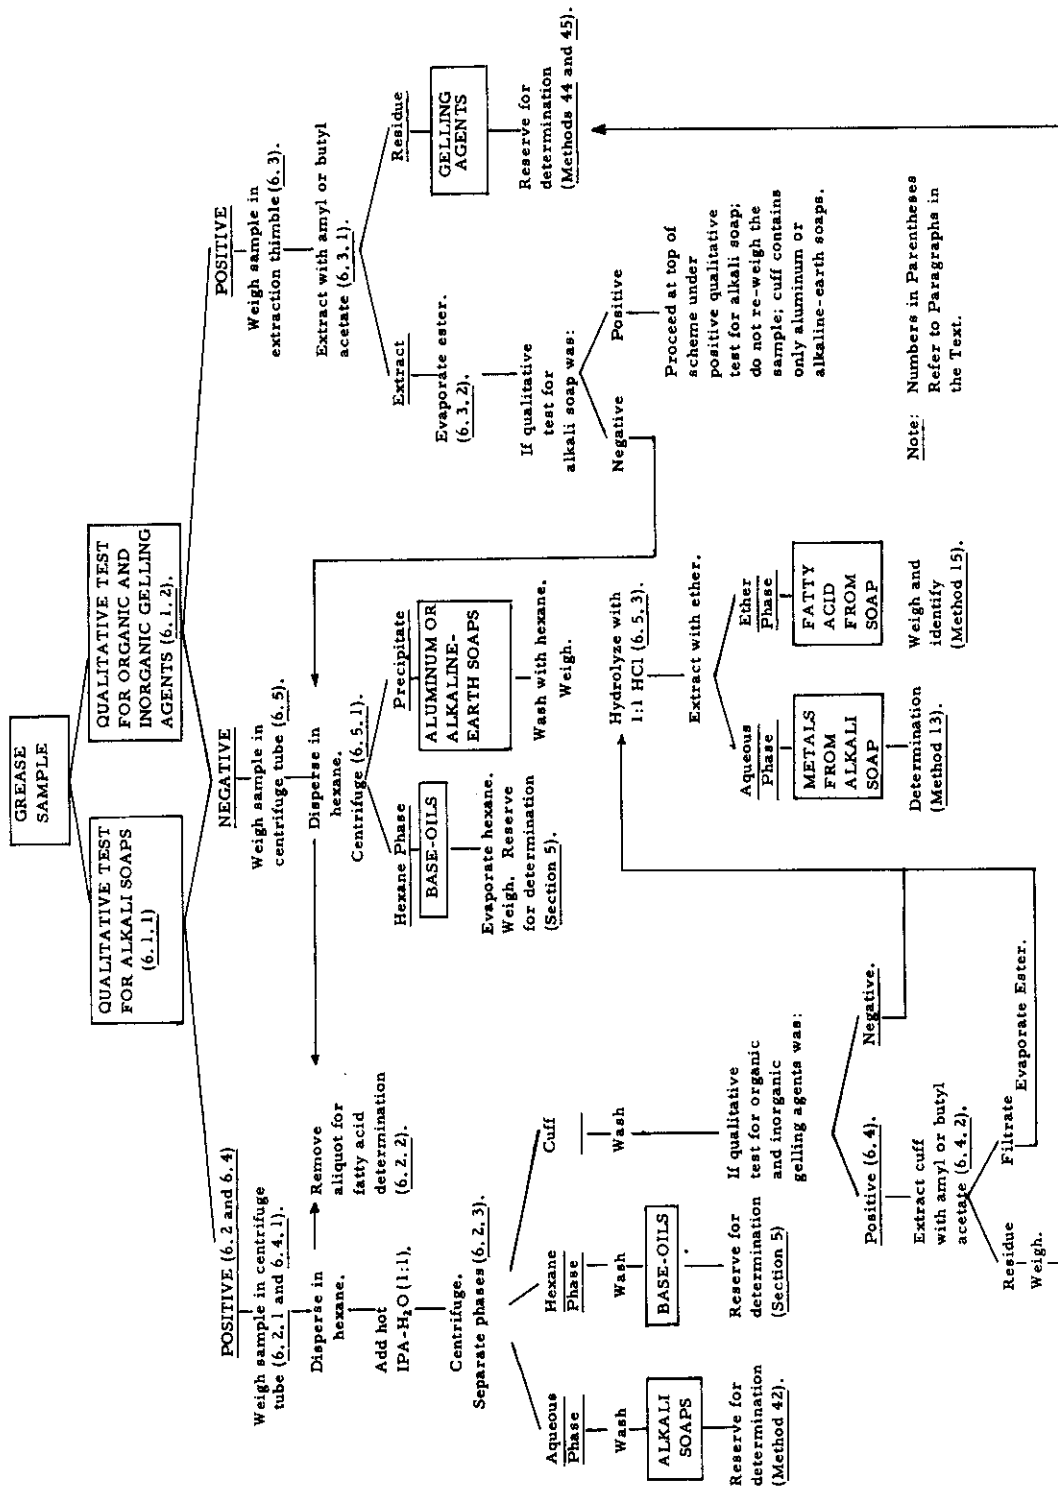 GREASE
SAMPLE
QUALITATIVE TEST
FOR ALKALI SOAPS
(6.1.1)
QUALITATIVE TEST
FOR ORGANIC AND
INORGANIC GELLING
AGENTS (6.1.2).
POSITIVE (6.2 and 6.4)
Weigh sample in centrifuge
tube (6.2.1 and 6.4.1).
Disperse in
hexane.
Remove
aliquot for
fatty acid
determination
(6.2.2).
Add hot
IPA-H₂O (1:1).
Centrifuge.
Separate phases (6.2.3).
Aqueous
Phase
Wash
ALKALI
SOAPS
Reserve for
determination
(Method 42).
Hexane
Phase
Wash
BASE-OILS
Reserve for
determination
(Section 5)
Cuff
Wash
If qualitative
test for organic
and inorganic
gelling agents was:
Positive (6.4).
Negative.
Extract cuff
with amyl or butyl
acetate (6.4.2).
Residue
Weigh.
Filtrate
Evaporate Ester.
NEGATIVE
Weigh sample in
centrifuge tube (6.5).
Disperse in
hexane.
Centrifuge (6.5.1).
Hexane Phase
BASE-OILS
Evaporate hexane.
Weigh. Reserve
for determination
(Section 5).
Precipitate
ALUMINUM OR
ALKALINE-
EARTH SOAPS
Wash with hexane.
Weigh.
Hydrolyze with
1:1 HCl (6.5.3).
Extract with ether.
Aqueous
Phase
METALS
FROM
ALKALI
SOAP
Determination
(Method 13).
Ether
Phase
FATTY
ACID
FROM
SOAP
Weigh and
identify
(Method 15).
POSITIVE
Weigh sample in
extraction thimble (6.3).
Extract with amyl or butyl
acetate (6.3.1).
Extract
Evaporate ester.
(6.3.2).
If qualitative
test for
alkali soap was:
Negative
Positive
Proceed at top of
scheme under
positive qualitative
test for alkali soap;
do not re-weigh the
sample; cuff contains
only aluminum or
alkaline-earth soaps.
Residue
GELLING
AGENTS
Reserve for
determination
(Methods 44 and 45).
Note: Numbers in Parentheses
Refer to Paragraphs in
the Text.